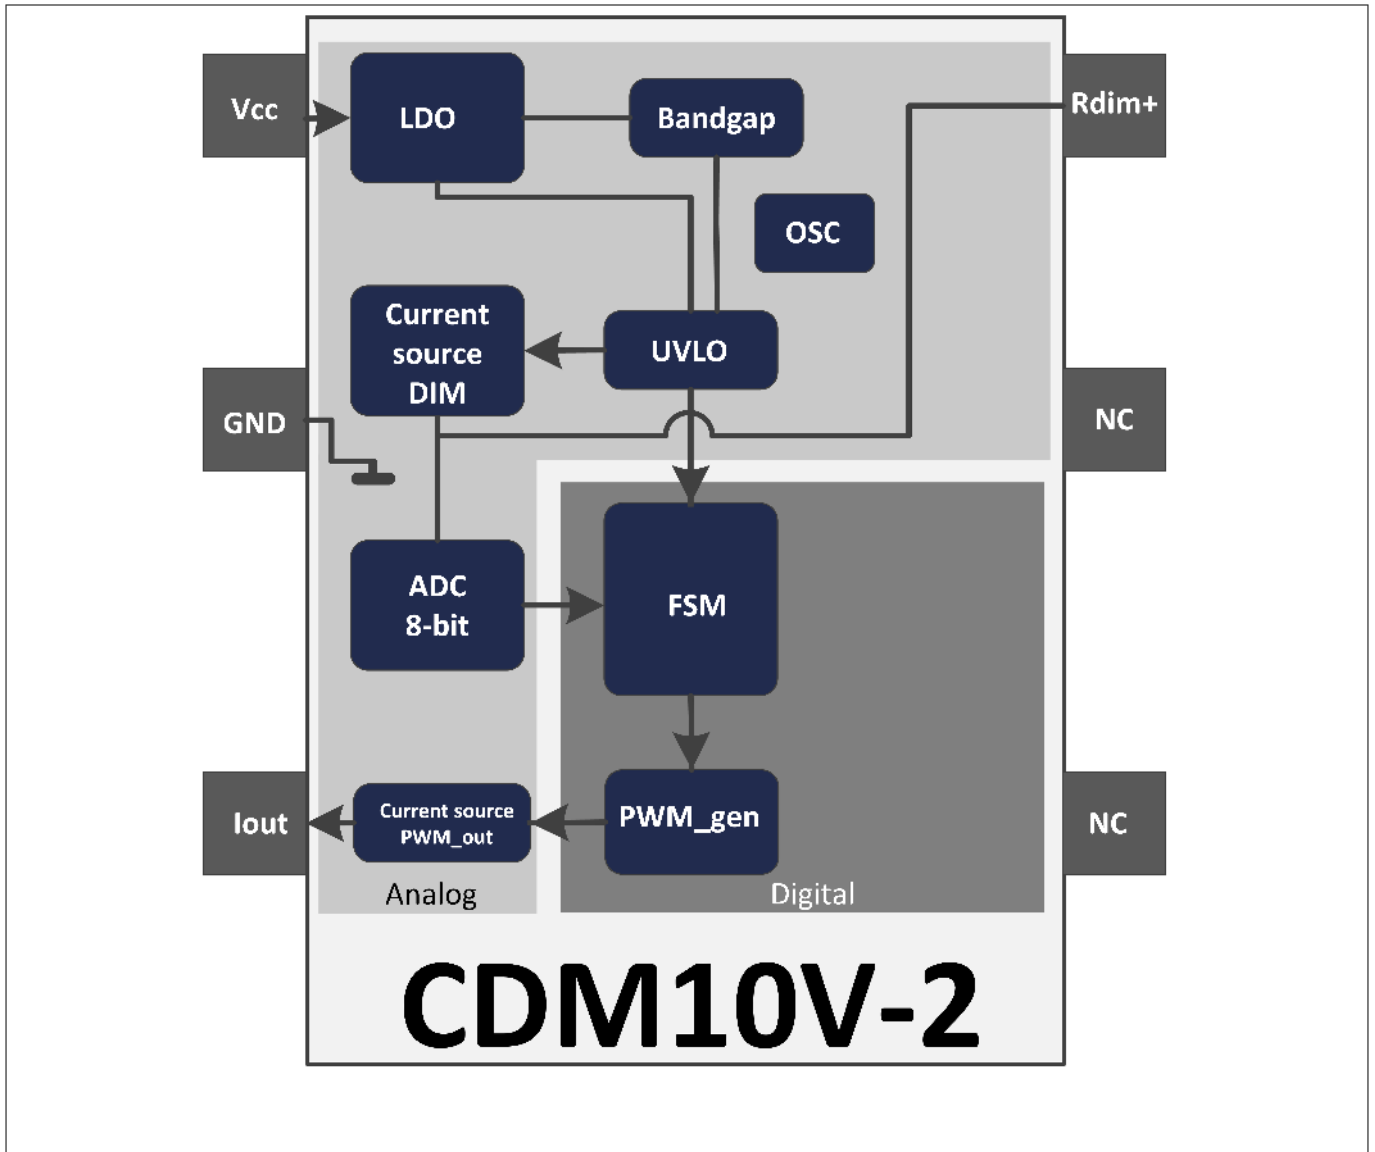 Vcc
LDO
Bandgap
Rdim+
OSC
Current
source
DIM
UVLO
GND
NC
ADC
8-bit
FSM
Iout
Current source
PWM_out
PWM_gen
NC
Analog
Digital
CDM10V-2